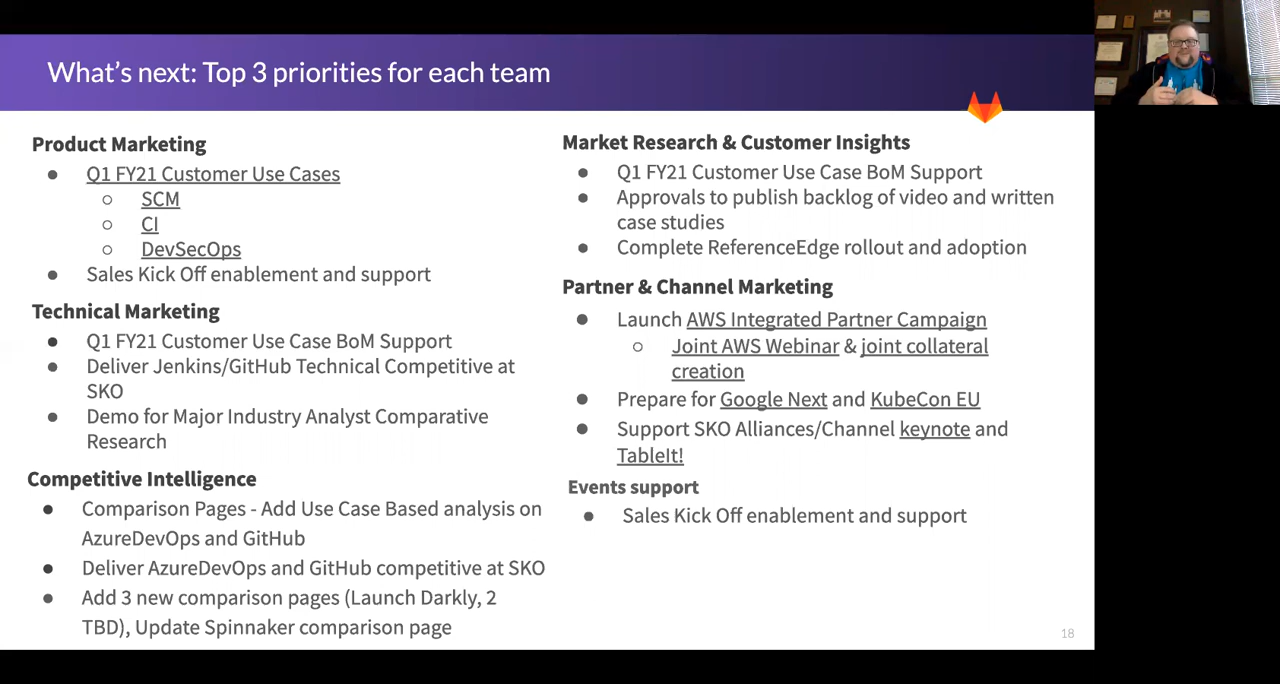 What's next: Top 3 priorities for each team
Product Marketing
● Q1 FY21 Customer Use Cases
○ SCM
○ CI
○ DevSecOps
● Sales Kick Off enablement and support
Technical Marketing
● Q1 FY21 Customer Use Case BoM Support
● Deliver Jenkins/GitHub Technical Competitive at
SKO
● Demo for Major Industry Analyst Comparative
Research
Competitive Intelligence
● Comparison Pages - Add Use Case Based analysis on
AzureDevOps and GitHub
● Deliver AzureDevOps and GitHub competitive at SKO
● Add 3 new comparison pages (Launch Darkly, 2
TBD), Update Spinnaker comparison page
Market Research & Customer Insights
● Q1 FY21 Customer Use Case BoM Support
● Approvals to publish backlog of video and written
case studies
● Complete ReferenceEdge rollout and adoption
Partner & Channel Marketing
● Launch AWS Integrated Partner Campaign
○ Joint AWS Webinar & joint collateral
creation
● Prepare for Google Next and KubeCon EU
● Support SKO Alliances/Channel keynote and
TableIt!
Events support
● Sales Kick Off enablement and support
18